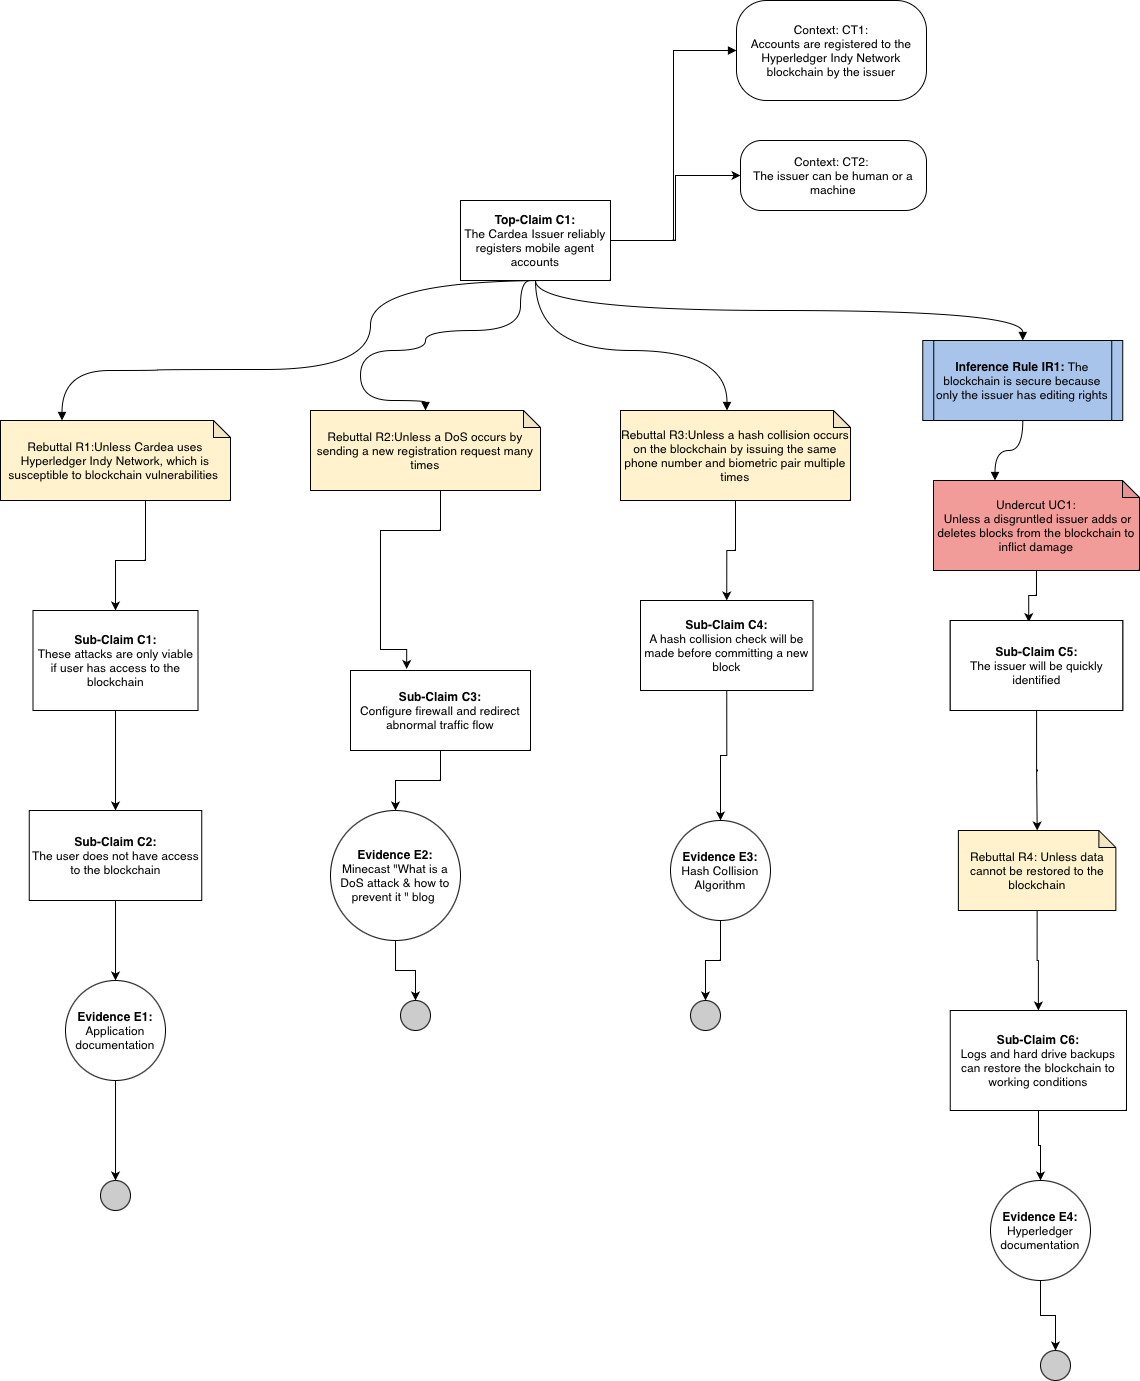 Context: CT1:
Accounts are registered to the
Hyperledger Indy Network
blockchain by the issuer
Context: CT2:
The issuer can be human or a
machine
Top-Claim C1:
The Cardea Issuer reliably
registers mobile agent
accounts
Inference Rule IR1: The
blockchain is secure because
only the issuer has editing rights
Rebuttal R1:Unless Cardea uses
Hyperledger Indy Network, which is
susceptible to blockchain vulnerabilities
Rebuttal R2:Unless a DoS occurs by
sending a new registration request many
times
Rebuttal R3:Unless a hash collision occurs
on the blockchain by issuing the same
phone number and biometric pair multiple
times
Undercut UC1:
Unless a disgruntled issuer adds or
deletes blocks from the blockchain to
inflict damage
Sub-Claim C1:
These attacks are only viable
if user has access to the
blockchain
Sub-Claim C3:
Configure firewall and redirect
abnormal traffic flow
Sub-Claim C4:
A hash collision check will be
made before committing a new
block
Sub-Claim C5:
The issuer will be quickly
identified
Sub-Claim C2:
The user does not have access
to the blockchain
Evidence E2:
Minecast "What is a
DoS attack & how to
prevent it " blog
Evidence E3:
Hash Collision
Algorithm
Rebuttal R4: Unless data
cannot be restored to the
blockchain
Evidence E1:
Application
documentation
Sub-Claim C6:
Logs and hard drive backups
can restore the blockchain to
working conditions
Evidence E4:
Hyperledger
documentation